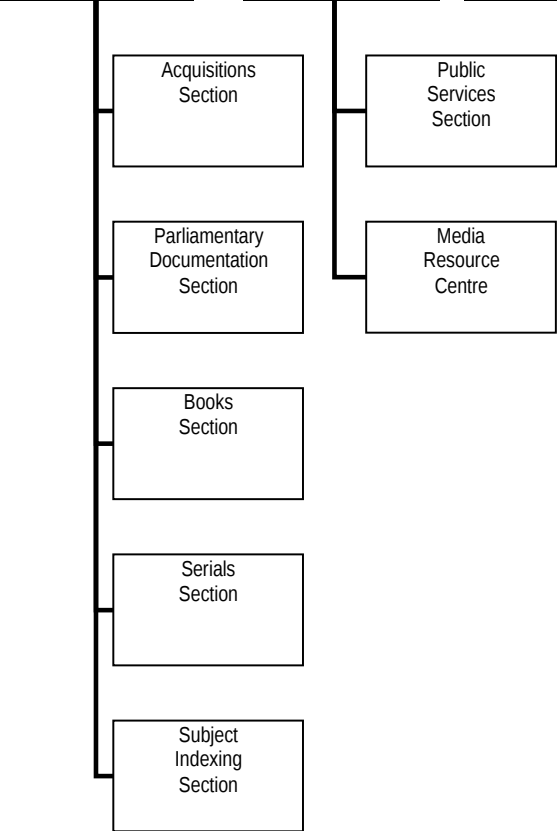 Acquisitions
Section
Parliamentary
Documentation
Section
Books
Section
Serials
Section
Subject
Indexing
Section
Public
Services
Section
Media
Resource
Centre